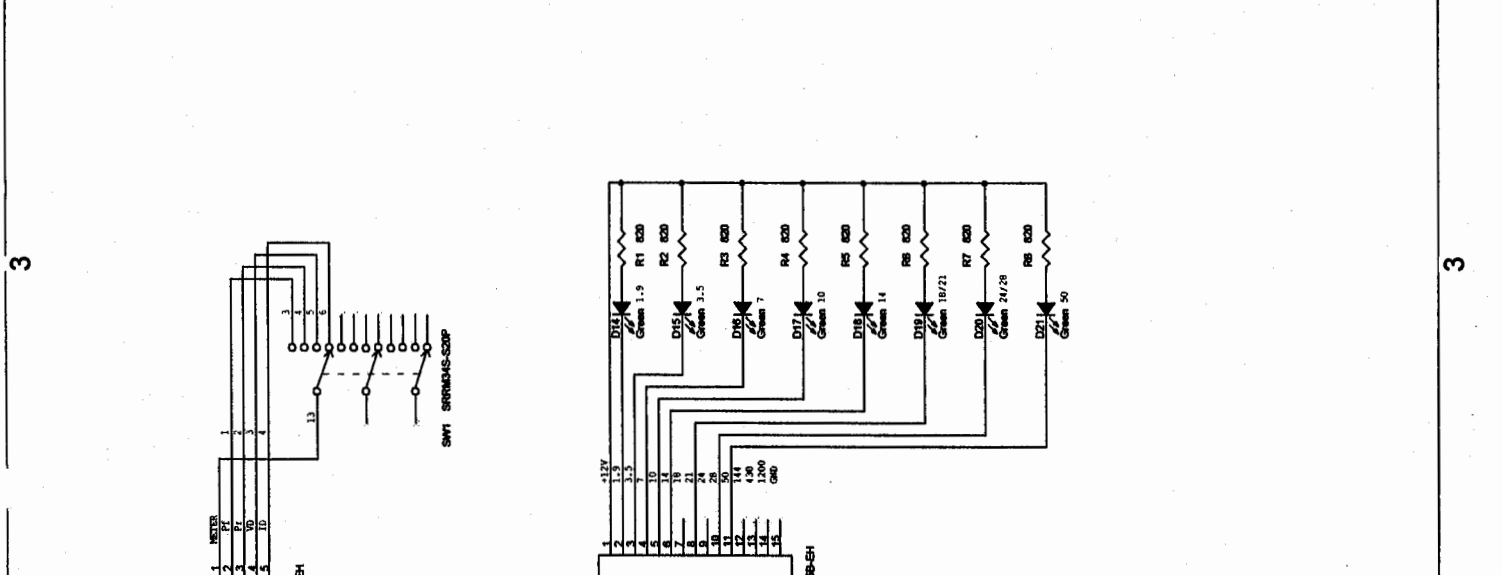 3
3
METER
Pf
Pr
VD
ID
1
2
3
4
5
1
2
3
4
13
3
4
5
6
SW1 SRRM34S-S20P
EH
R1 820
R2 820
R3 820
R4 820
R5 820
R6 820
R7 820
R8 820
D14
Green 1.9
D15
Green 3.5
D16
Green 7
D17
Green 10
D18
Green 14
D19
Green 18/21
D20
Green 24/28
D21
Green 50
+12V
1.9
3.5
7
10
14
18
21
24
28
50
144
430
1200
GND
1
2
3
4
5
6
7
8
9
10
11
12
13
14
15
B-EH